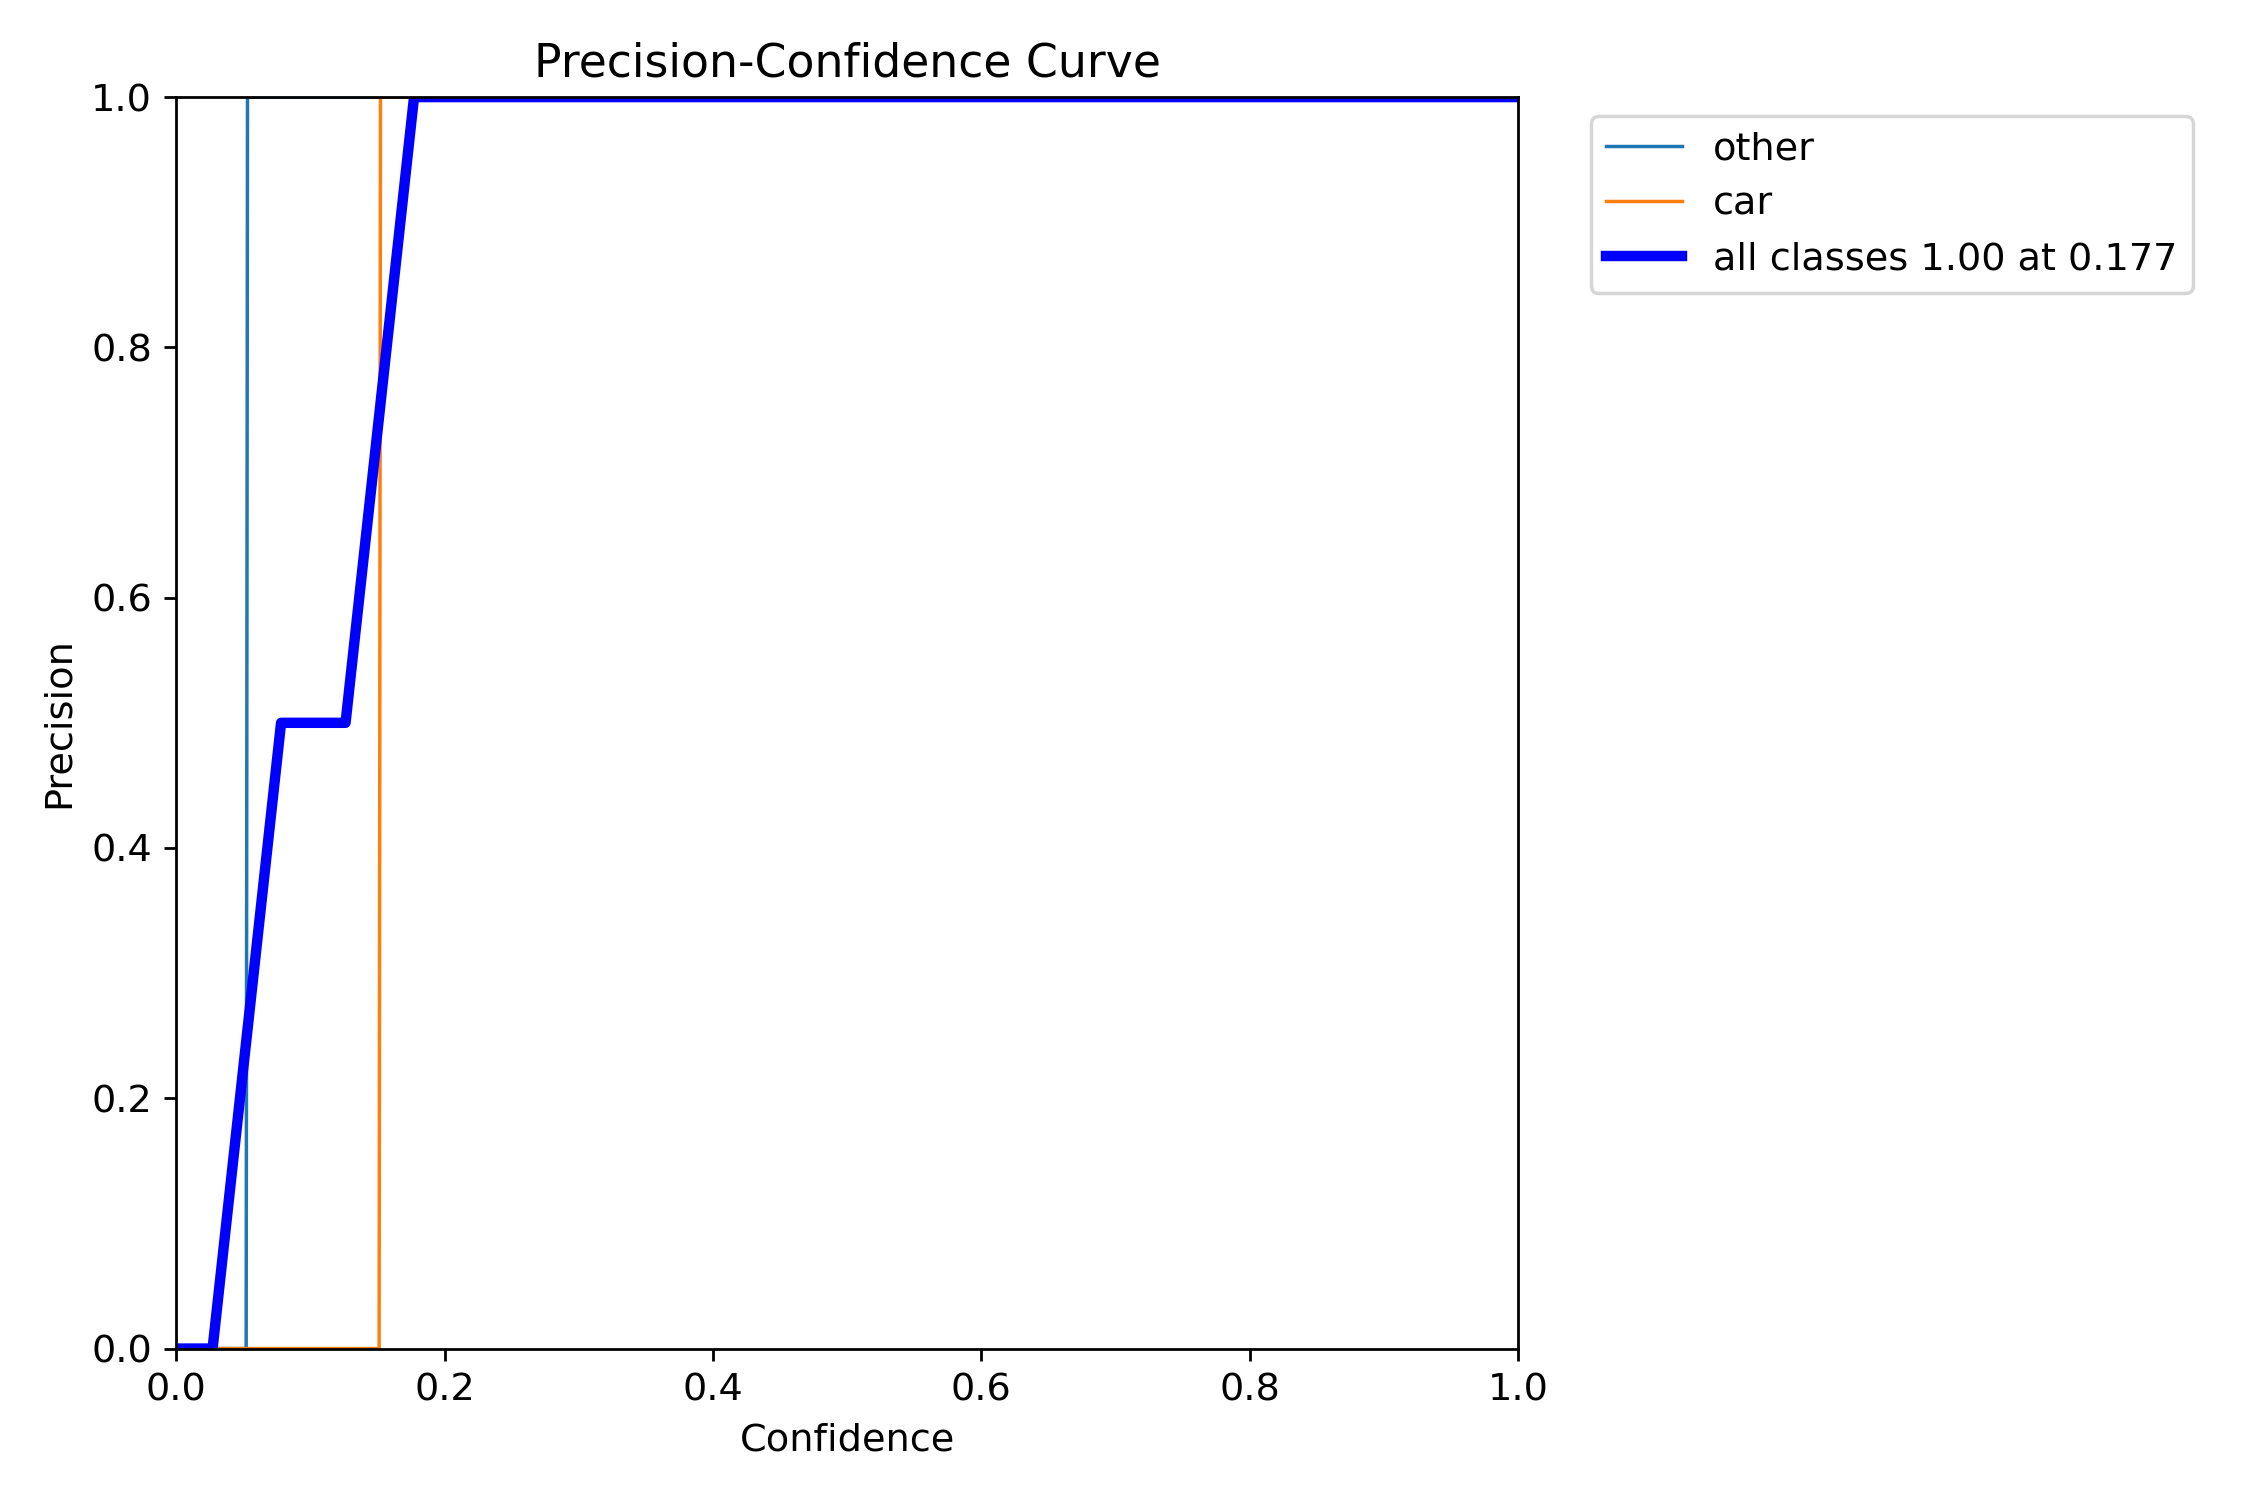 Precision-Confidence Curve
1.0
0.8
0.6
0.4
0.2
0.0
Precision
0.0 0.2 0.4 0.6 0.8 1.0
Confidence
other
car
all classes 1.00 at 0.177